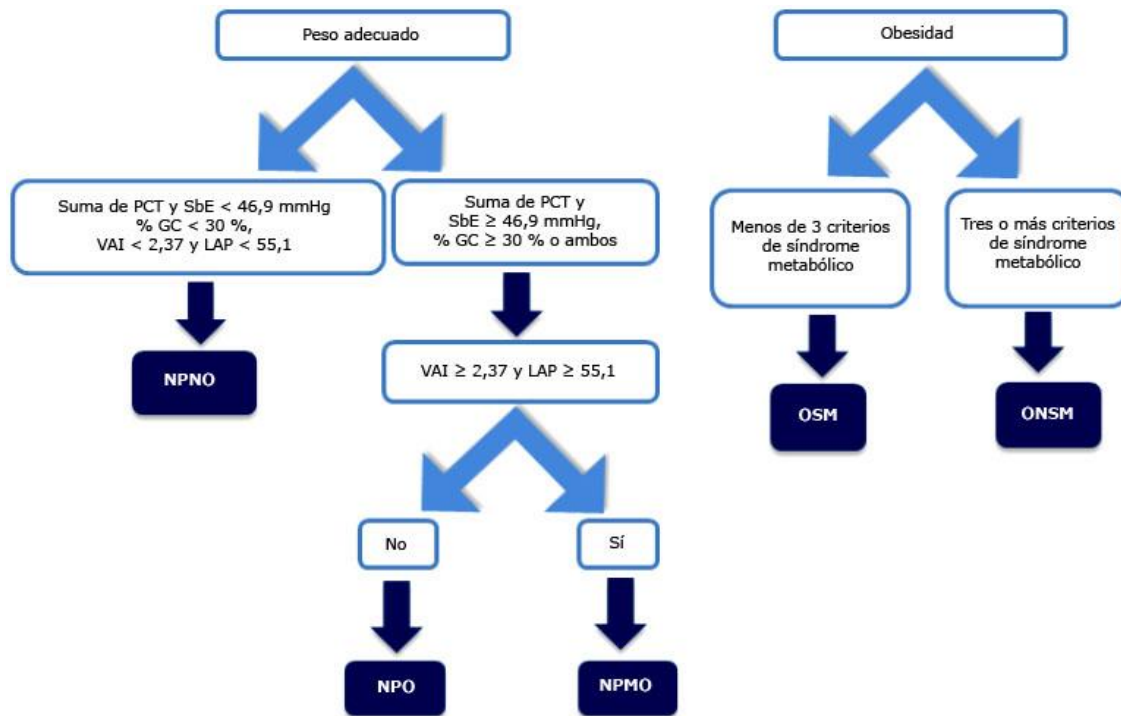 Peso adecuado
Obesidad
Suma de PCT y SbE < 46,9 mmHg
% GC < 30 %,
VAI < 2,37 y LAP < 55,1
Suma de PCT y
SbE ≥ 46,9 mmHg,
% GC ≥ 30 % o ambos
Menos de 3 criterios
de síndrome
metabólico
Tres o más criterios
de síndrome
metabólico
NPNO
VAI ≥ 2,37 y LAP ≥ 55,1
OSM
ONSM
No
Sí
NPO
NPMO